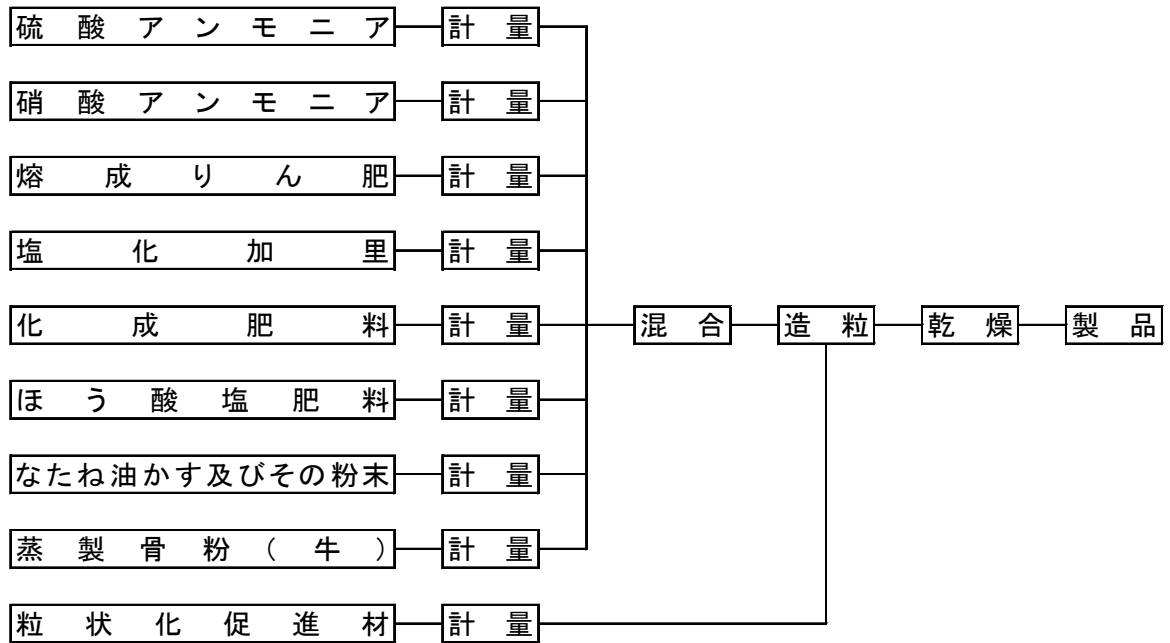 硫酸アンモニア 計量
硝酸アンモニア 計量
熔成りん肥 計量
塩化加里 計量
化成肥料 計量 混合 造粒 乾燥 製品
ほう酸塩肥料 計量
なたね油かす及びその粉末 計量
蒸製骨粉(牛) 計量
粒状化促進材 計量